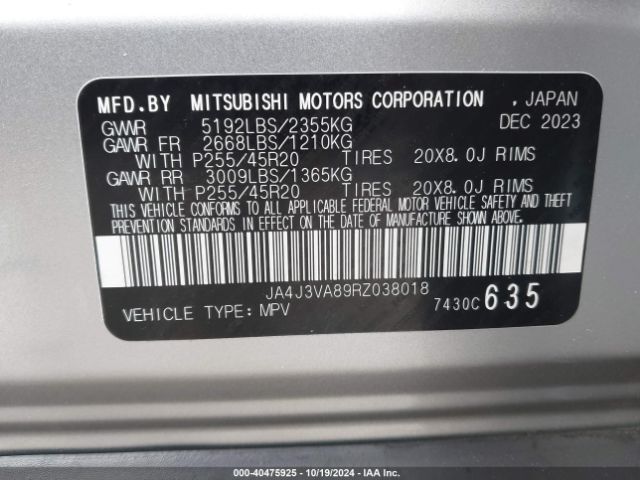 MFD.BY MITSUBISHI MOTORS CORPORATION , JAPAN
GVWR 5192LBS/2355KG DEC 2023
GAWR FR 2668LBS/1210KG
WITH P255/45R20 TIRES 20X8.0J RIMS
GAWR RR 3009LBS/1365KG
WITH P255/45R20 TIRES 20X8.0J RIMS
THIS VEHICLE CONFORMS TO ALL APPLICABLE FEDERAL MOTOR VEHICLE SAFETY AND THEFT
PREVENTION STANDARDS IN EFFECT ON THE DATE OF MANUFACTURE SHOWN ABOVE.
JA4J3VA89RZ038018
VEHICLE TYPE: MPV 7430C 635
00-40475925 - 10/19/2024 - IAA Inc. Copyright